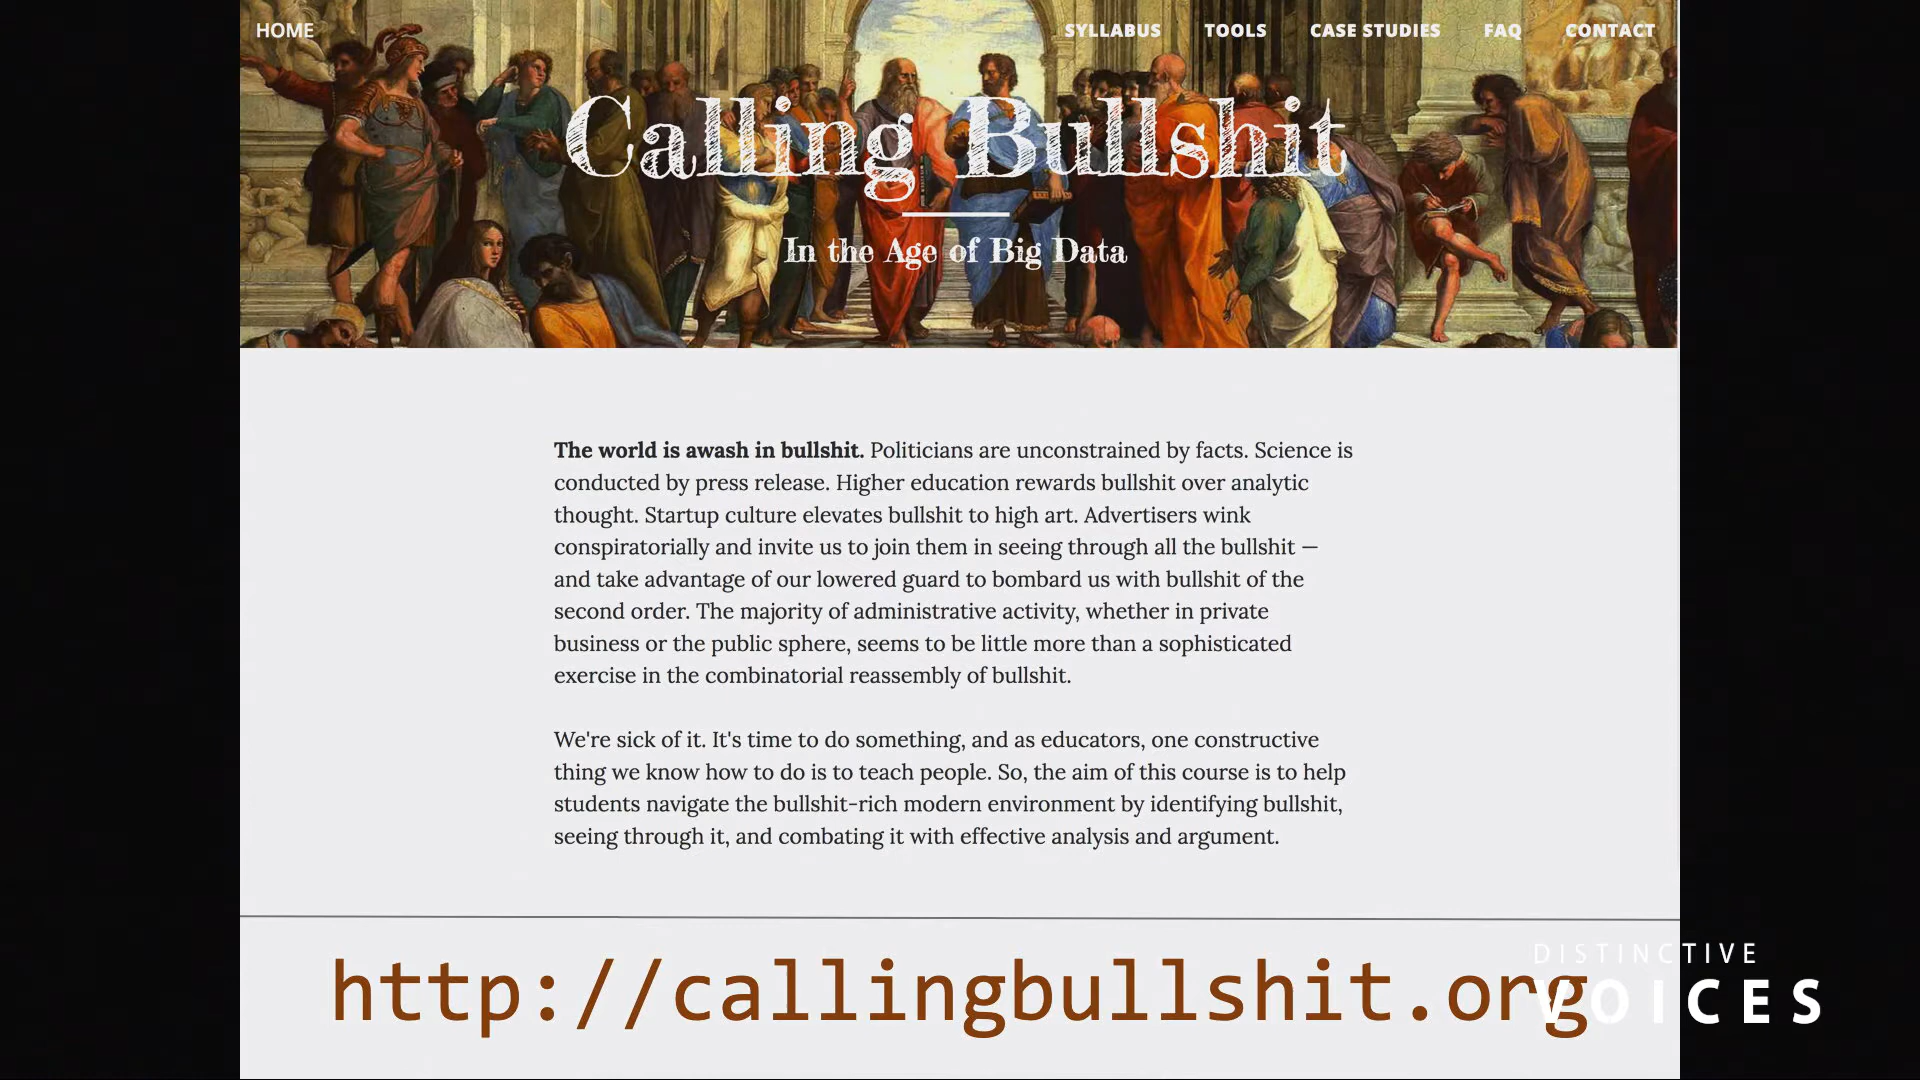 HOME SYLLABUS TOOLS CASE STUDIES FAQ CONTACT
Calling Bullshit
In the Age of Big Data
The world is awash in bullshit. Politicians are unconstrained by facts. Science is
conducted by press release. Higher education rewards bullshit over analytic
thought. Startup culture elevates bullshit to high art. Advertisers wink
conspiratorially and invite us to join them in seeing through all the bullshit —
and take advantage of our lowered guard to bombard us with bullshit of the
second order. The majority of administrative activity, whether in private
business or the public sphere, seems to be little more than a sophisticated
exercise in the combinatorial reassembly of bullshit.
We're sick of it. It's time to do something, and as educators, one constructive
thing we know how to do is to teach people. So, the aim of this course is to help
students navigate the bullshit-rich modern environment by identifying bullshit,
seeing through it, and combating it with effective analysis and argument.
http://callingbullshit.org
DISTINCTIVE
VOICES